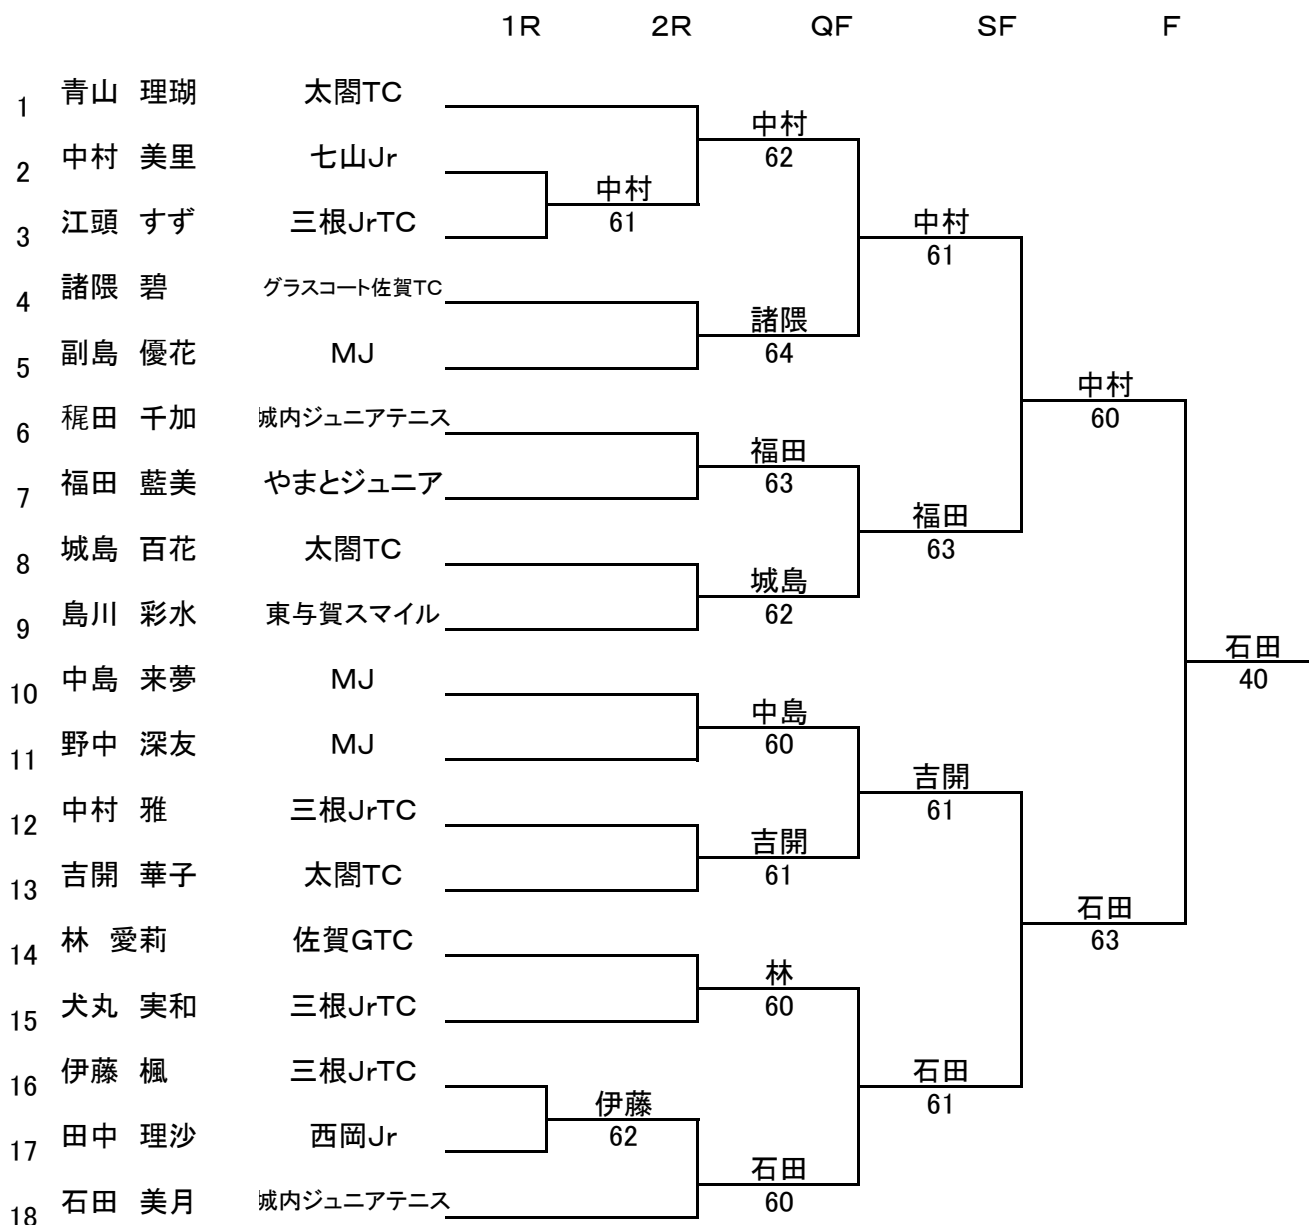 1R 2R QF SF F
1 青山 理瑚 太閤TC
中村
62
2 中村 美里 七山Jr
中村
61
3 江頭 すず 三根JrTC
中村
61
4 諸隈 碧 グラスコート佐賀TC
諸隈
64
5 副島 優花 MJ
中村
60
6 梶田 千加 城内ジュニアテニス
福田
63
7 福田 藍美 やまとジュニア
福田
63
8 城島 百花 太閤TC
城島
62
9 島川 彩水 東与賀スマイル
石田
40
10 中島 来夢 MJ
中島
60
11 野中 深友 MJ
吉開
61
12 中村 雅 三根JrTC
吉開
61
13 吉開 華子 太閤TC
石田
63
14 林 愛莉 佐賀GTC
林
60
15 犬丸 実和 三根JrTC
石田
61
16 伊藤 楓 三根JrTC
伊藤
62
17 田中 理沙 西岡Jr
石田
60
18 石田 美月 城内ジュニアテニス